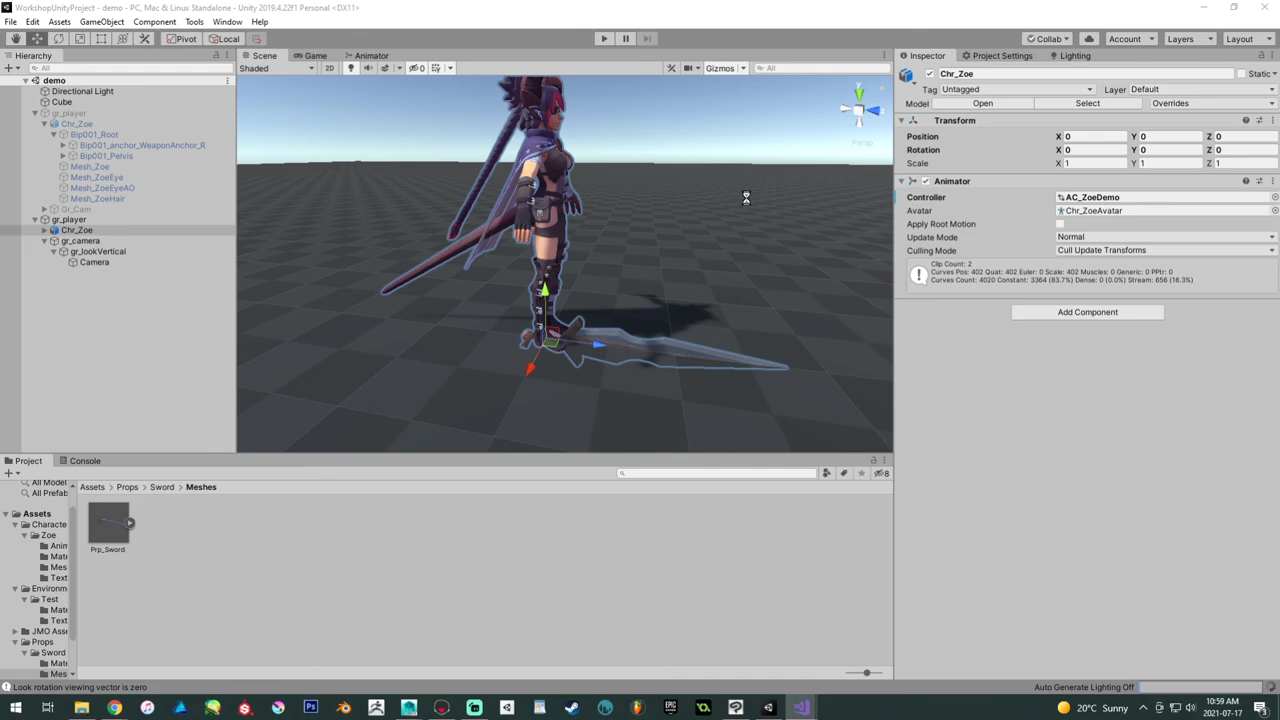 WorkshopUnityProject - demo - PC, Mac & Linux Standalone - Unity 2019.4.22f1 Personal <DX11>
File Edit Assets GameObject Component Tools Window Help
Pivot Local Collab Account Layers Layout
Hierarchy Scene Game Animator Inspector Project Settings Lighting
All Shaded 2D 0 Gizmos All
demo
Directional Light
Cube
gr_player
Chr_Zoe
Bip001_Root
Bip001_anchor_WeaponAnchor_R
Bip001_Pelvis
Mesh_Zoe
Mesh_ZoeEye
Mesh_ZoeEyeAO
Mesh_ZoeHair
Gr_Cam
gr_player
Chr_Zoe
gr_camera
gr_lookVertical
Camera
y
z
Persp
Chr_Zoe Static
Tag Untagged Layer Default
Model Open Select Overrides
Transform
Position X 0 Y 0 Z 0
Rotation X 0 Y 0 Z 0
Scale X 1 Y 1 Z 1
Animator
Controller AC_ZoeDemo
Avatar Chr_ZoeAvatar
Apply Root Motion
Update Mode Normal
Culling Mode Cull Update Transforms
Clip Count: 2
Curves Pos: 402 Quat: 402 Euler: 0 Scale: 402 Muscles: 0 Generic: 0 PPtr: 0
Curves Count: 4020 Constant: 3364 (83.7%) Dense: 0 (0.0%) Stream: 656 (16.3%)
Add Component
Project Console
8
All Model
All Prefab
Assets
Characte
Zoe
Anim
Mate
Mes
Text
Environm
Test
Mate
Text
JMO Asse
Props
Sword
Mate
Mes
Assets Props Sword Meshes
Prp_Sword
Look rotation viewing vector is zero Auto Generate Lighting Off
20°C Sunny 10:59 AM
2021-07-17